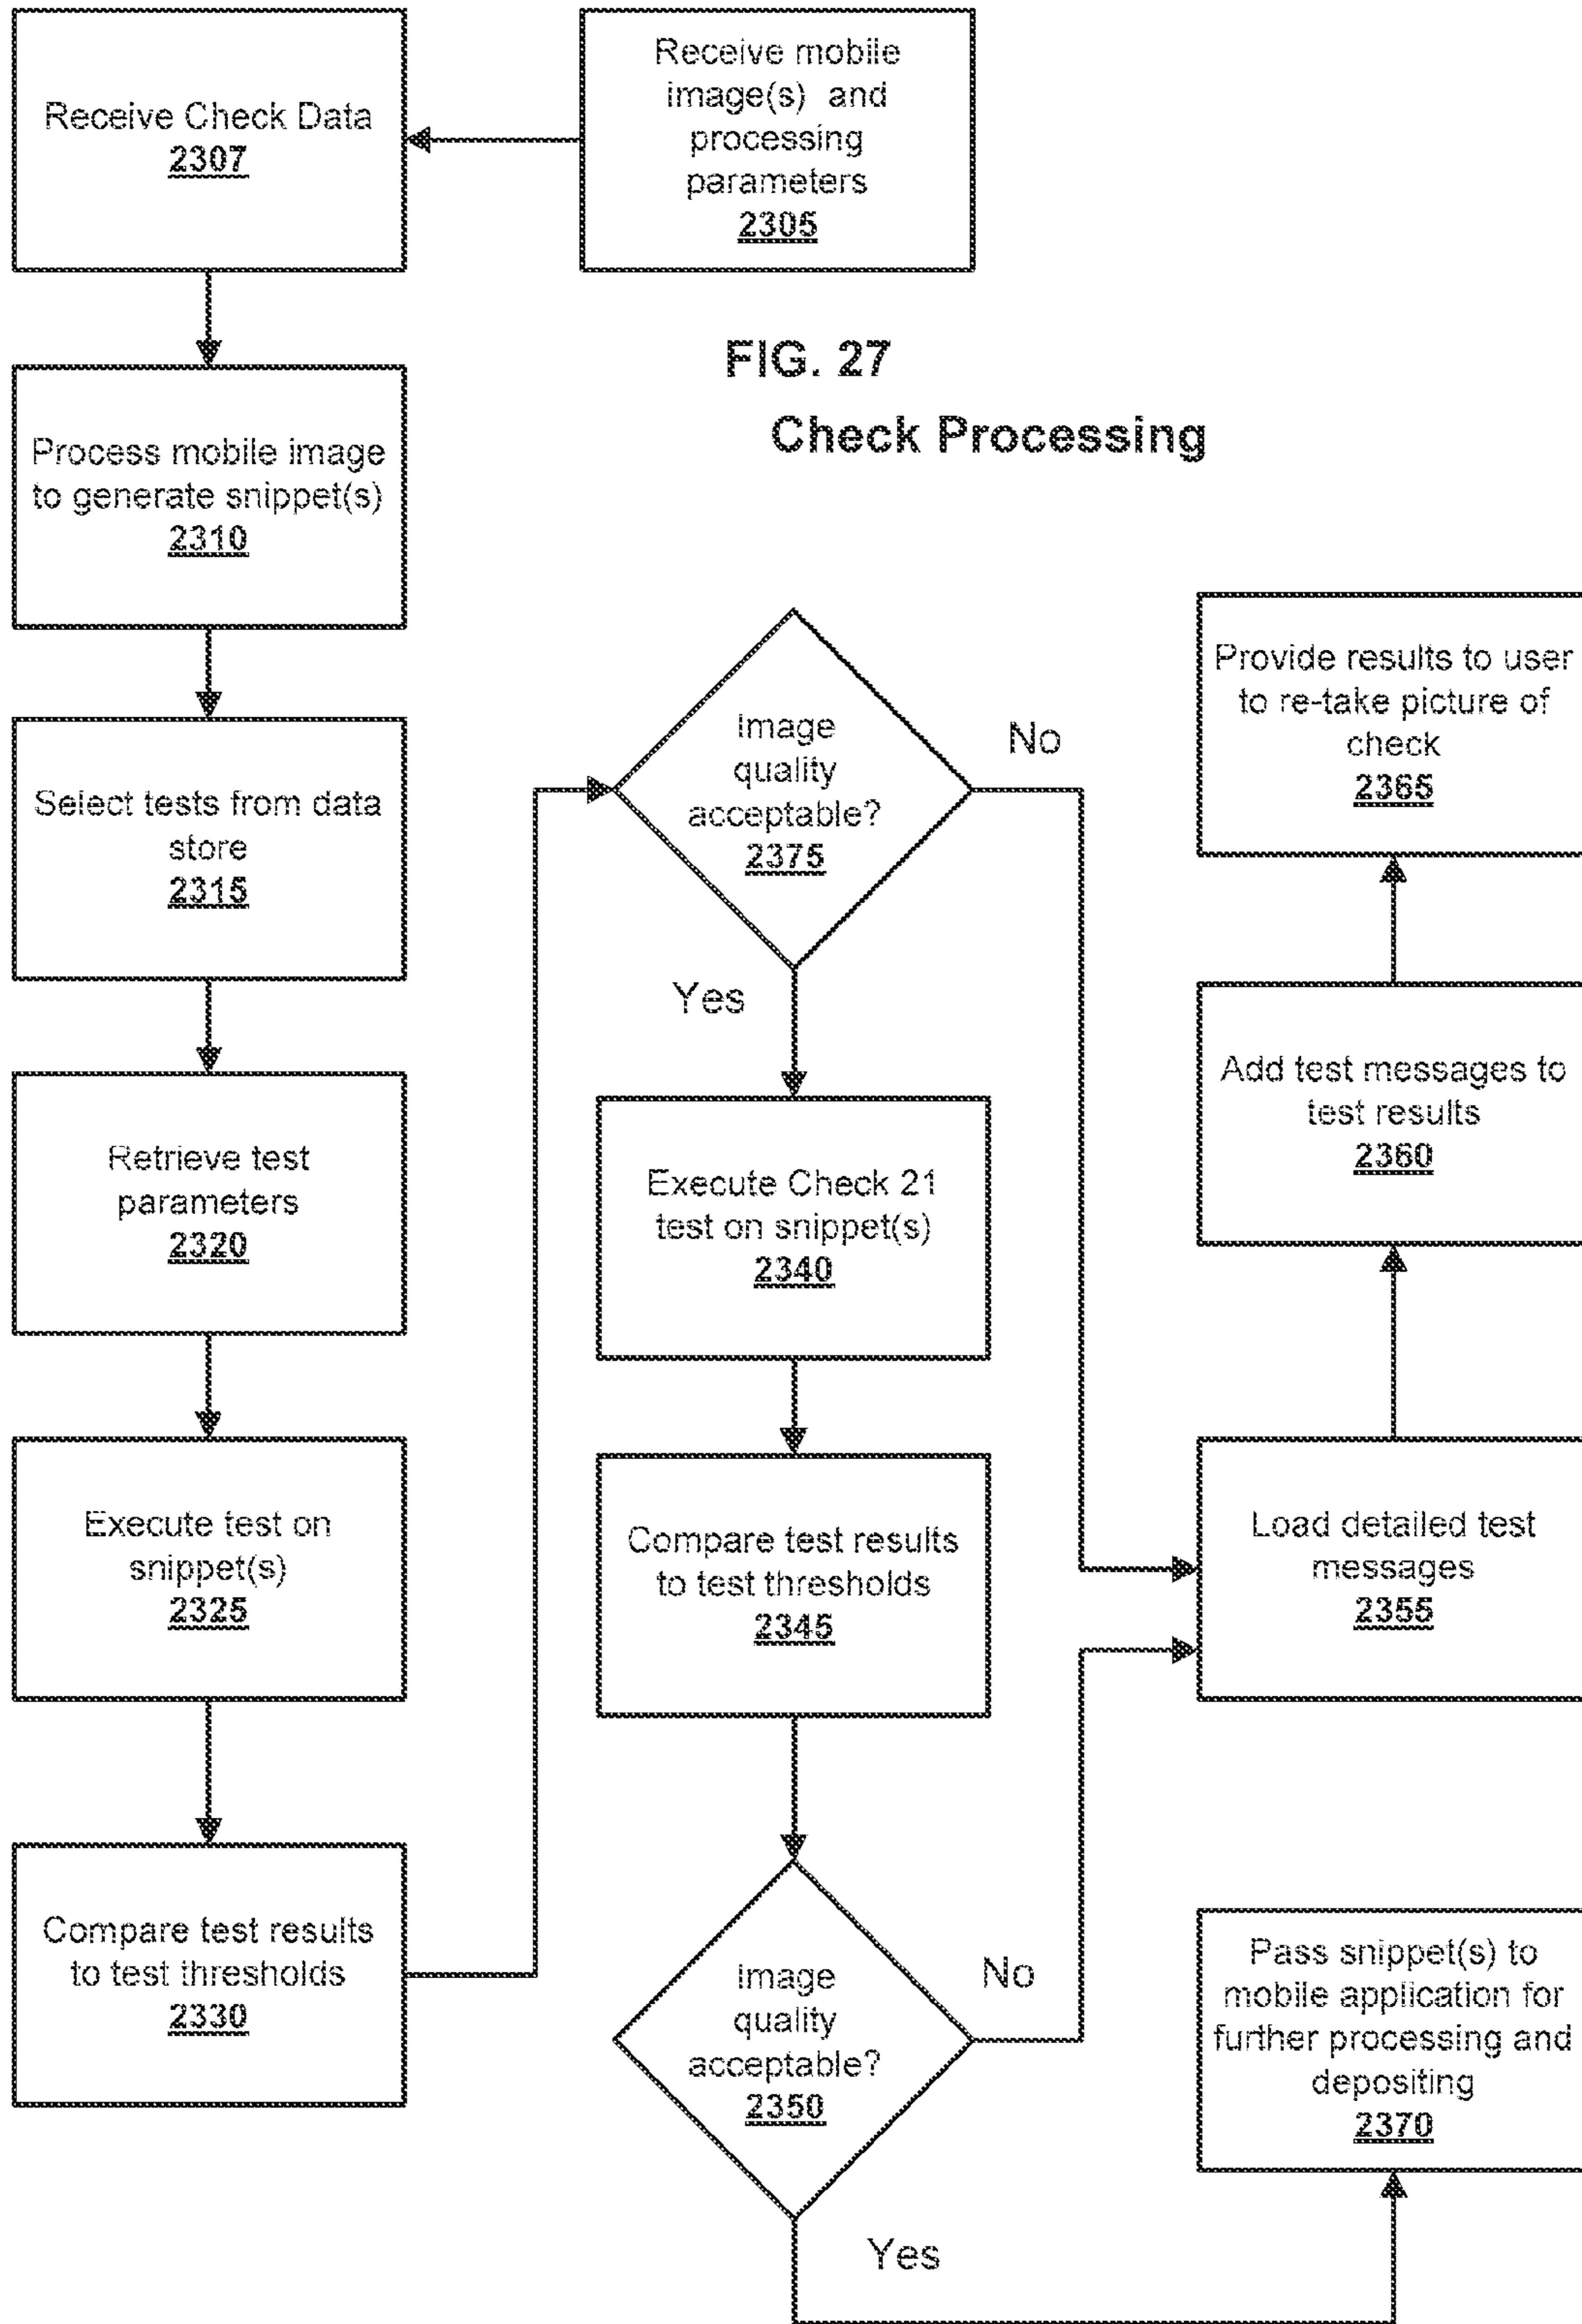 Receive mobile
image(s) and
processing
parameters
2305
Receive Check Data
2307
FIG. 27
Check Processing
Process mobile image
to generate snippet(s)
2310
Select tests from data
store
2315
Retrieve test
parameters
2320
Execute test on
snippet(s)
2325
Compare test results
to test thresholds
2330
Image
quality
acceptable?
2375
No
Yes
Execute Check 21
test on snippet(s)
2340
Compare test results
to test thresholds
2345
Image
quality
acceptable?
2350
No
Yes
Provide results to user
to re-take picture of
check
2365
Add test messages to
test results
2360
Load detailed test
messages
2355
Pass snippet(s) to
mobile application for
further processing and
depositing
2370